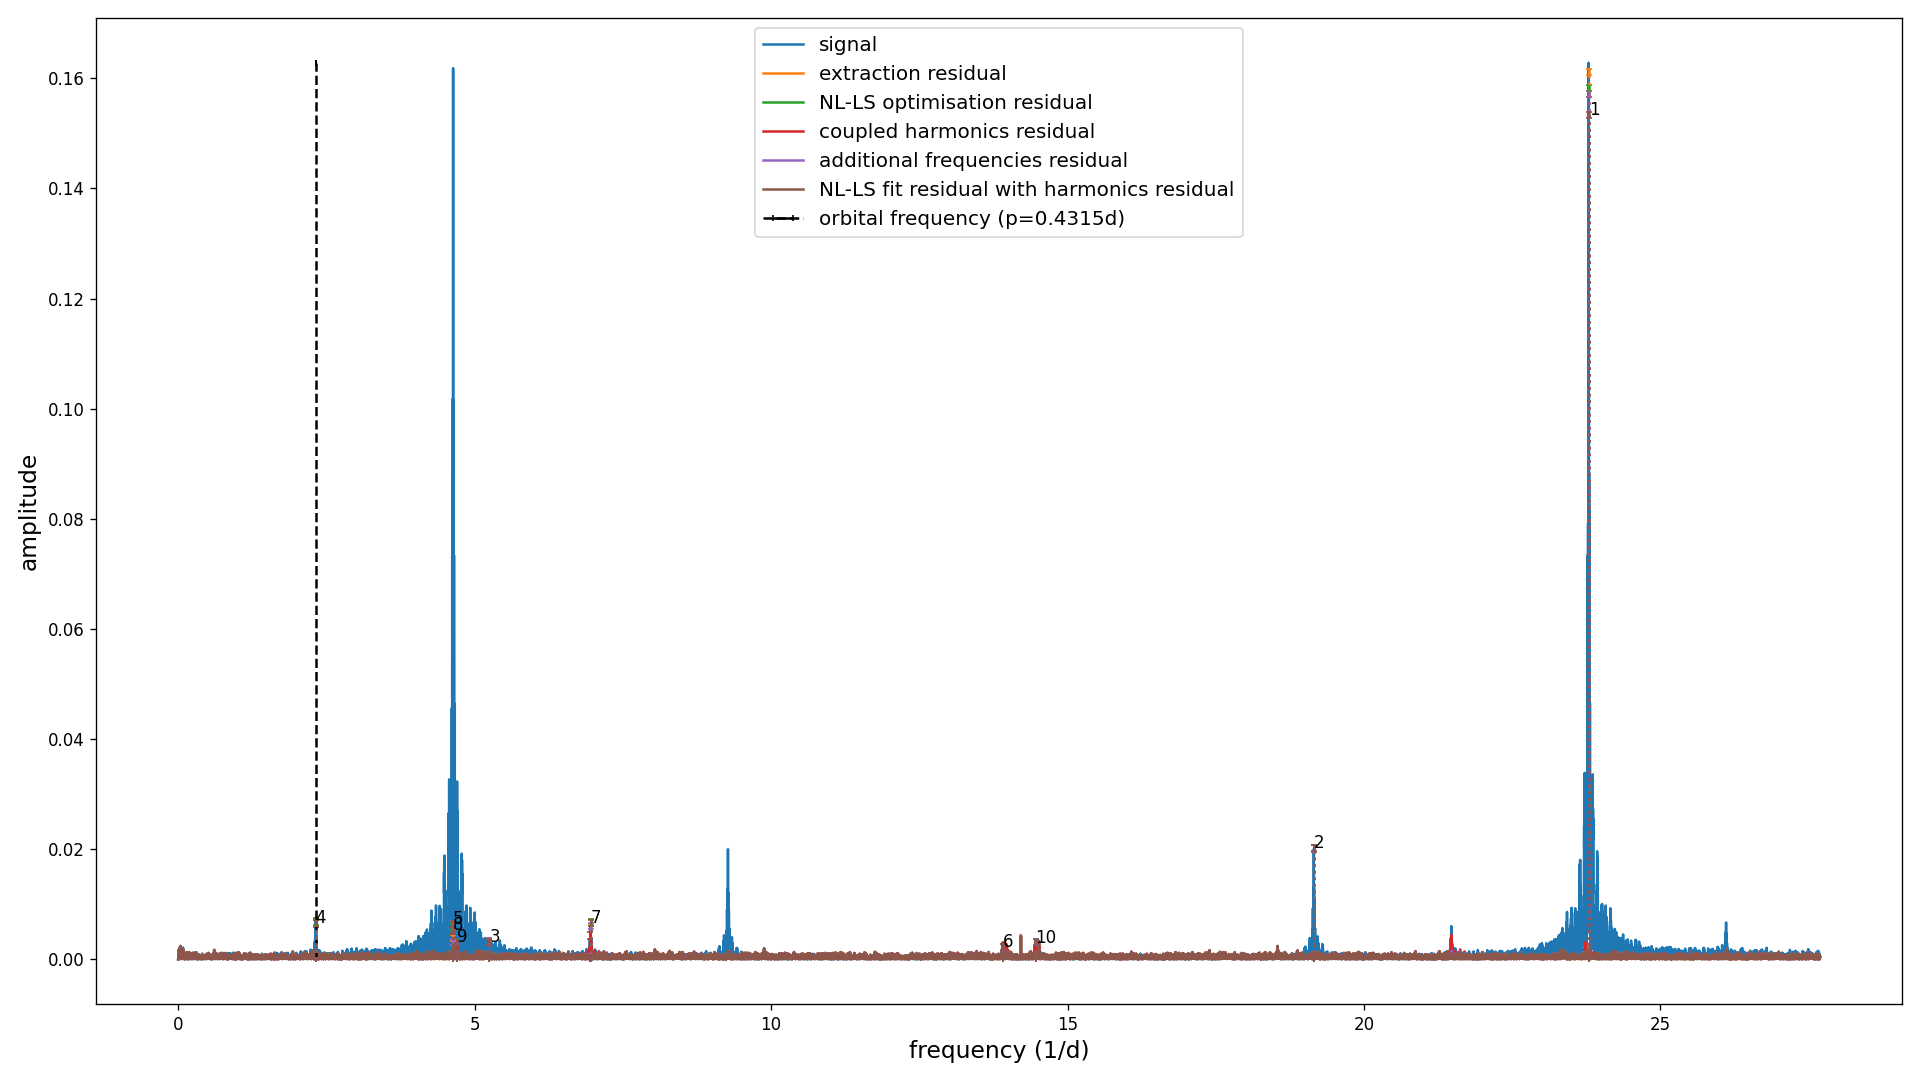 signal
extraction residual
NL-LS optimisation residual
coupled harmonics residual
additional frequencies residual
NL-LS fit residual with harmonics residual
orbital frequency (p=0.4315d)
0.16
0.14
0.12
0.10
0.08
0.06
0.04
0.02
0.00
amplitude
1
2
4
5
8
9
3
7
6
10
0
5
10
15
20
25
frequency (1/d)